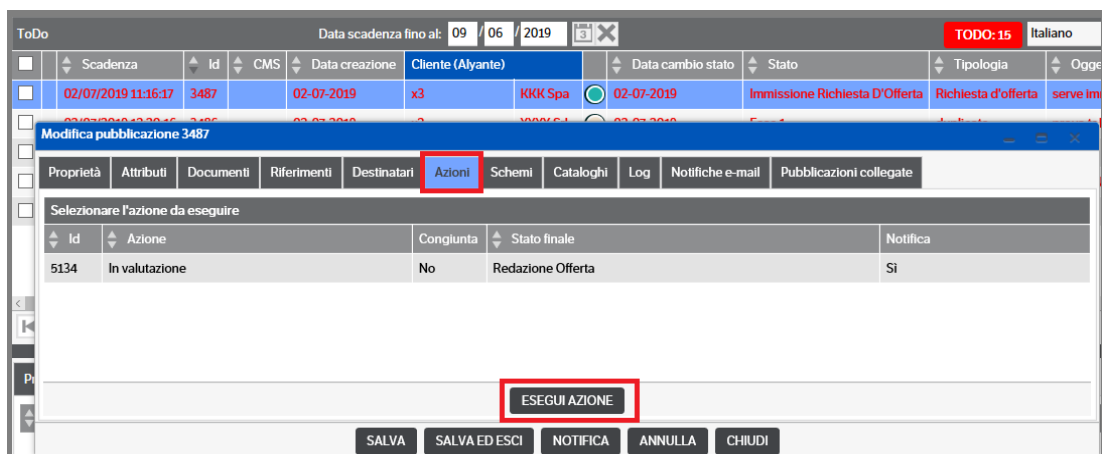 ToDo Data scadenza fino al: 09 / 06 / 2019 3 TODO: 15 Italiano
Scadenza Id CMS Data creazione Cliente (Alyante) Data cambio stato Stato Tipologia Ogge
02/07/2019 11:16:17 3487 02-07-2019 x3 KKK Spa 02-07-2019 Immissione Richiesta D'Offerta Richiesta d'offerta serve im
Modifica pubblicazione 3487
Proprietà Attributi Documenti Riferimenti Destinatari Azioni Schemi Cataloghi Log Notifiche e-mail Pubblicazioni collegate
Selezionare l'azione da eseguire
Id Azione Congiunta Stato finale Notifica
5134 In valutazione No Redazione Offerta Sì
Pr
ESEGUI AZIONE
SALVA SALVA ED ESCI NOTIFICA ANNULLA CHIUDI